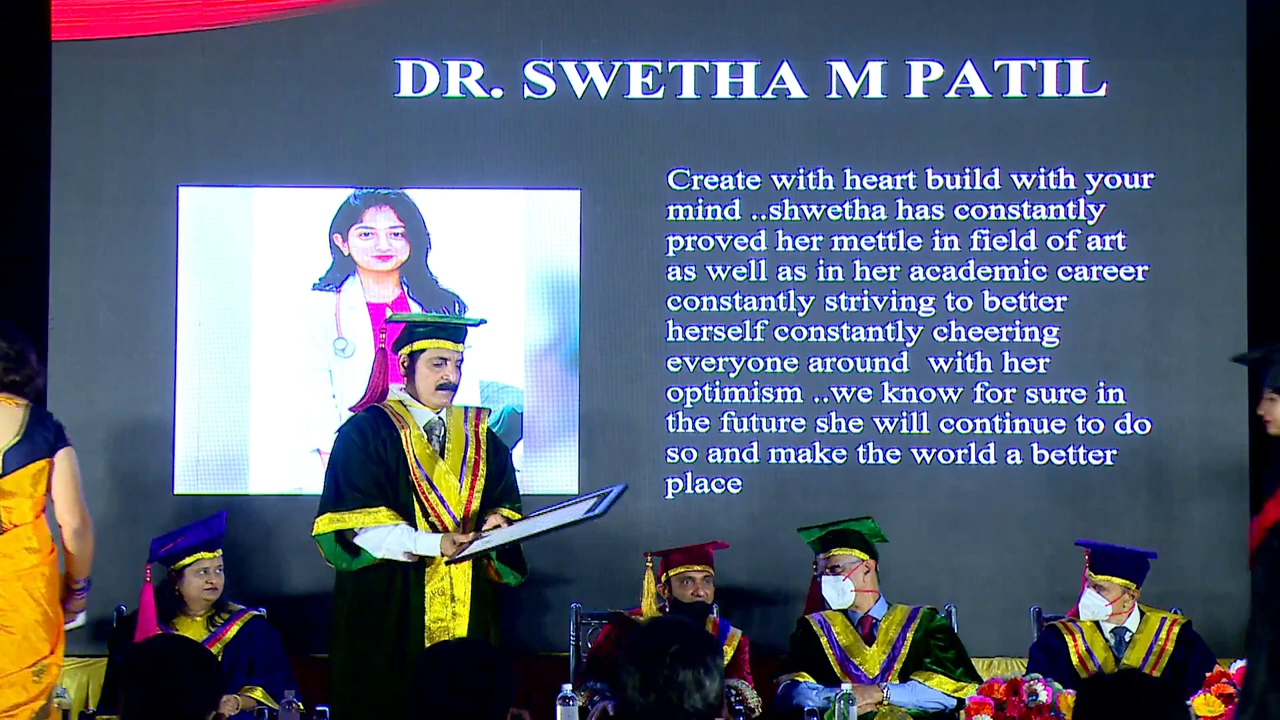 DR. SWETHA M PATIL
Create with heart build with your
mind ..shwetha has constantly
proved her mettle in field of art
as well as in her academic career
constantly striving to better
herself constantly cheering
everyone around  with her
optimism ..we know for sure in
the future she will continue to do
so and make the world a better
place